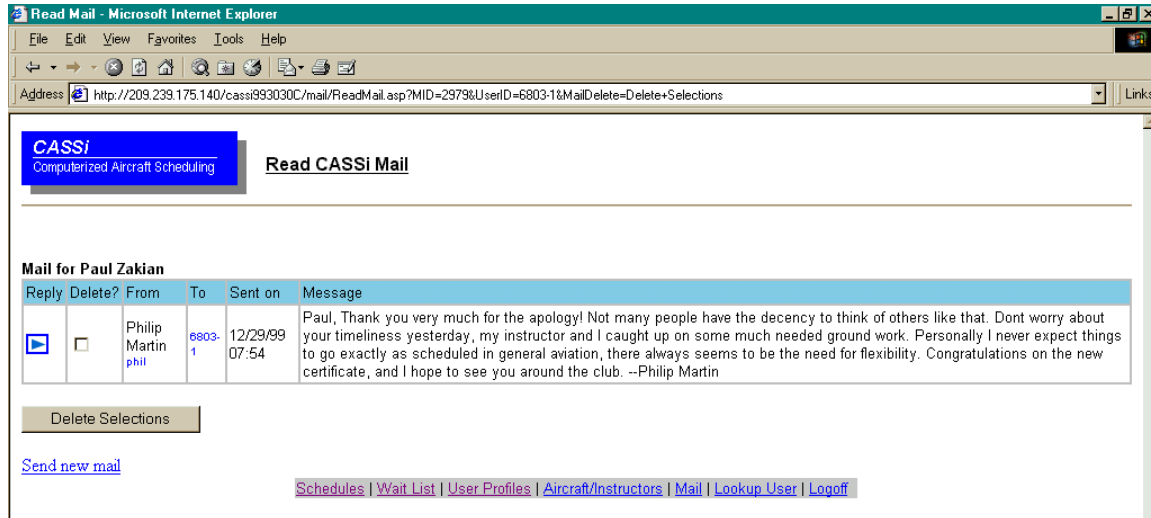 Read Mail - Microsoft Internet Explorer
File Edit View Favorites Tools Help
Address http://209.239.175.140/cassi993030C/mail/ReadMail.asp?MID=2979&UserID=6803-1&MailDelete=Delete+Selections Links
CASSi
Computerized Aircraft Scheduling
Read CASSi Mail
Mail for Paul Zakian
Reply Delete? From To Sent on Message
Philip
Martin
phil
6803-
1
12/29/99
07:54
Paul, Thank you very much for the apology! Not many people have the decency to think of others like that. Dont worry about
your timeliness yesterday, my instructor and I caught up on some much needed ground work. Personally I never expect things
to go exactly as scheduled in general aviation, there always seems to be the need for flexibility. Congratulations on the new
certificate, and I hope to see you around the club. --Philip Martin
Delete Selections
Send new mail
Schedules | Wait List | User Profiles | Aircraft/Instructors | Mail | Lookup User | Logoff